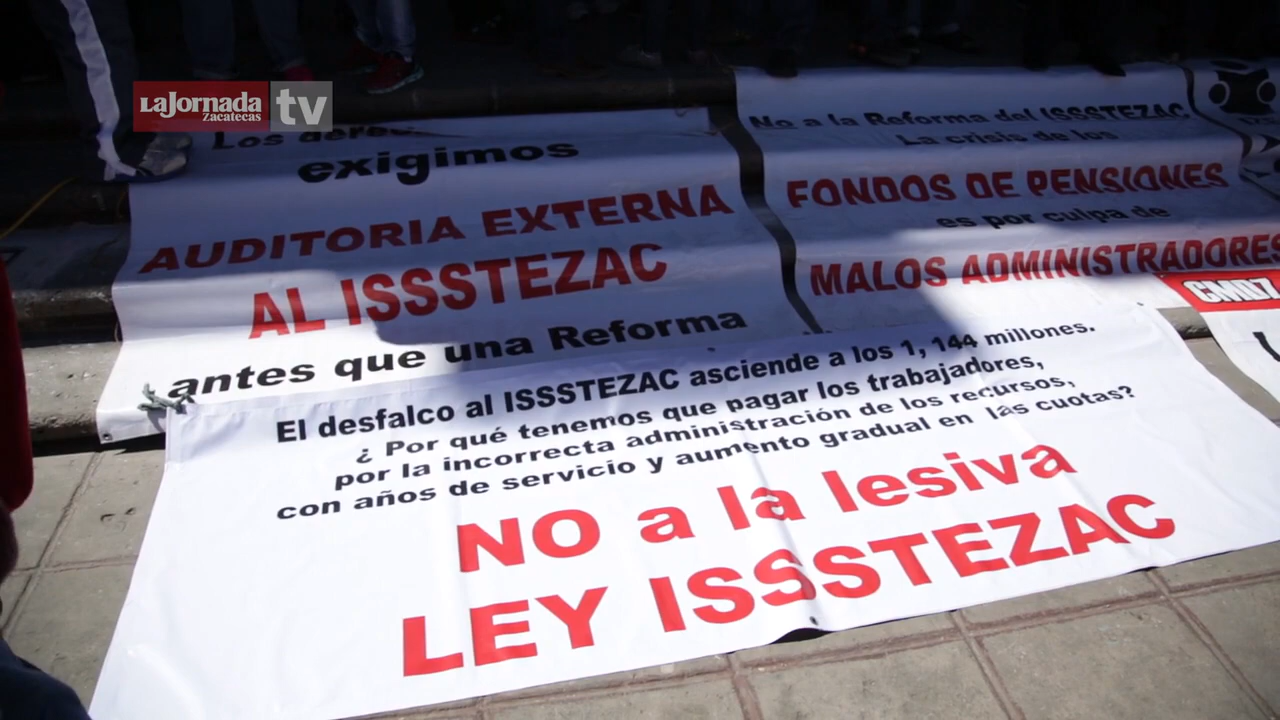 LaJornada
Zacatecas
tv
Los
exigimos
AUDITORIA EXTERNA
AL ISSSTEZAC
antes que una Reforma
No a la Reforma del ISSSTEZAC
La crisis de los
FONDOS DE PENSIONES
es por culpa de
MALOS ADMINISTRADORES
El desfalco al ISSSTEZAC asciende a los 1, 144 millones.
¿ Por qué tenemos que pagar los trabajadores,
por la incorrecta administración de los recursos,
con años de servicio y aumento gradual en las cuotas?
NO a la lesiva
LEY ISSSTEZAC